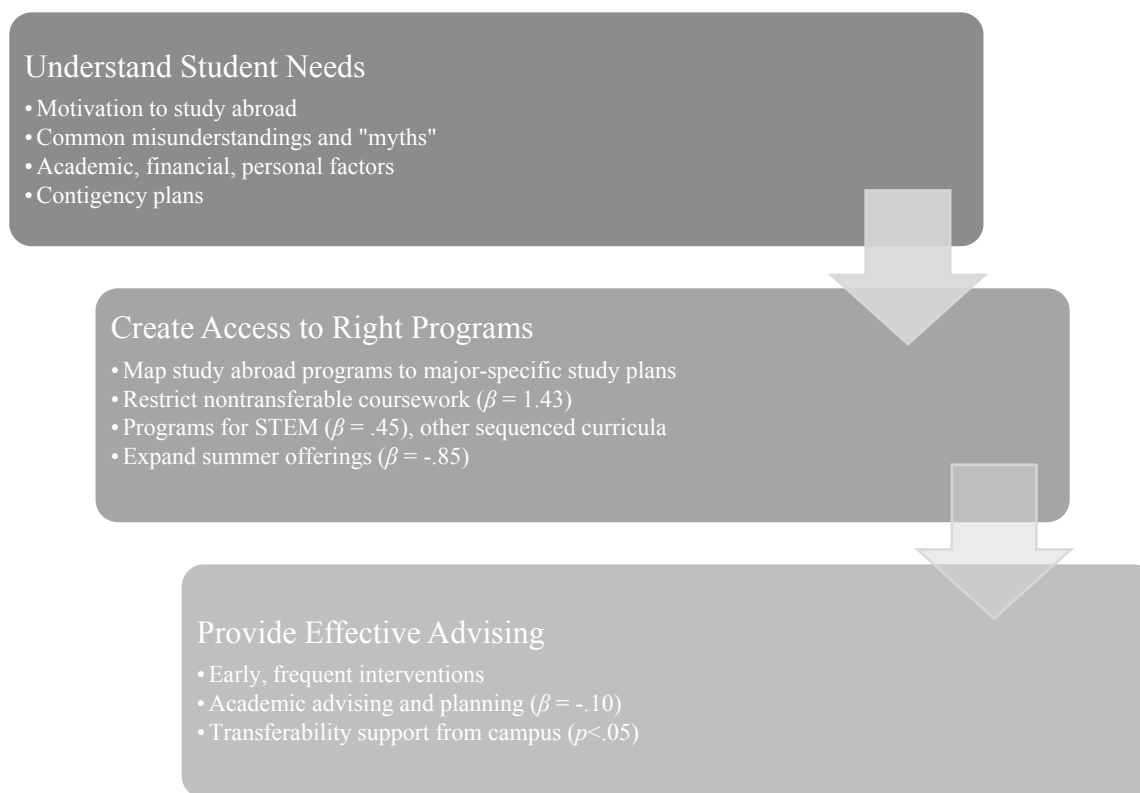 Understand Student Needs
• Motivation to study abroad
• Common misunderstandings and "myths"
• Academic, financial, personal factors
• Contigency plans
Create Access to Right Programs
• Map study abroad programs to major-specific study plans
• Restrict nontransferable coursework (β = 1.43)
• Programs for STEM (β = .45), other sequenced curricula
• Expand summer offerings (β = -.85)
Provide Effective Advising
• Early, frequent interventions
• Academic advising and planning (β = -.10)
• Transferability support from campus (p<.05)